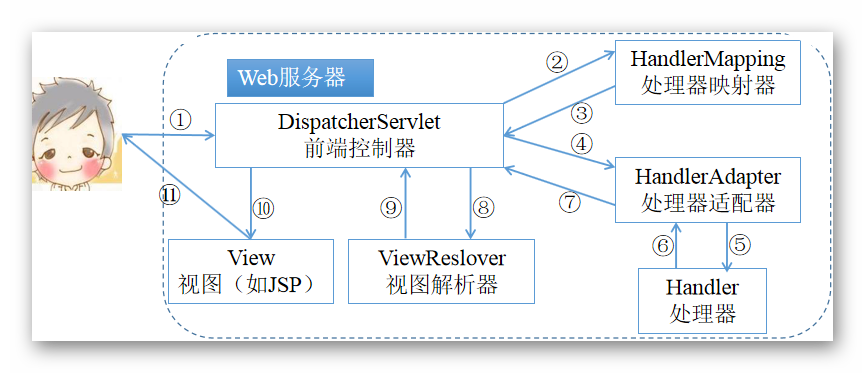 Web服务器
②
HandlerMapping
处理器映射器
①
DispatcherServlet
前端控制器
③
④
HandlerAdapter
处理器适配器
⑪
⑩
⑨
⑧
⑦
⑥
⑤
View
视图（如JSP）
ViewReslover
视图解析器
Handler
处理器